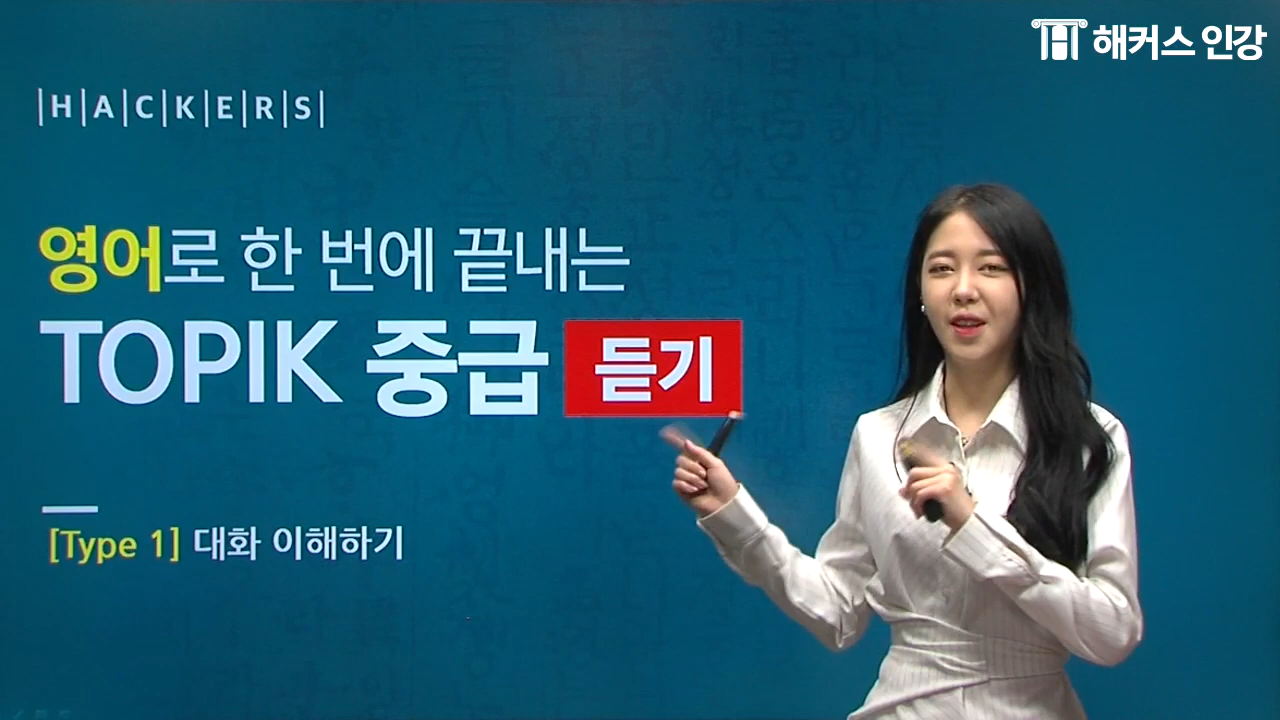 해커스 인강
HACKERS
영어로 한 번에 끝내는
TOPIK 중급 듣기
[Type 1] 대화 이해하기